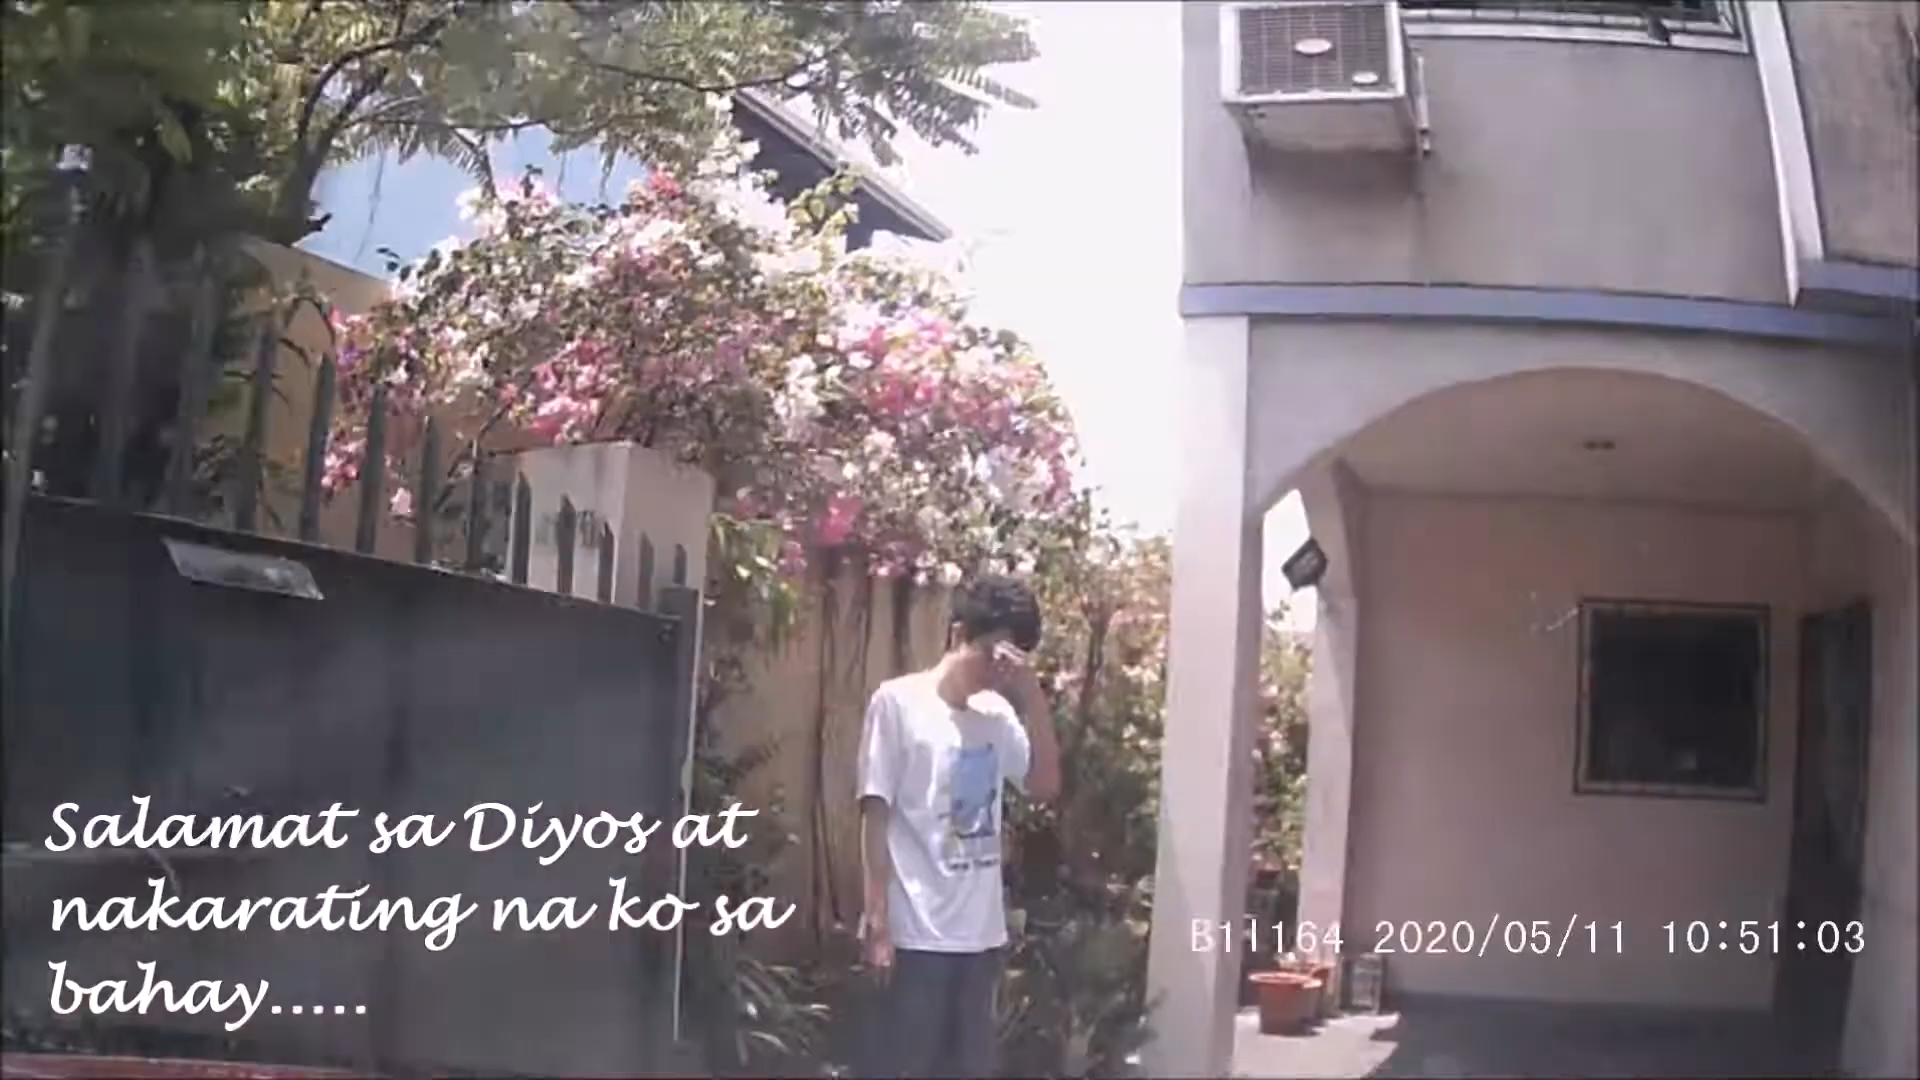 Salamat sa Diyos at
nakarating na ko sa
bahay.....
B11164 2020/05/11 10:51:03